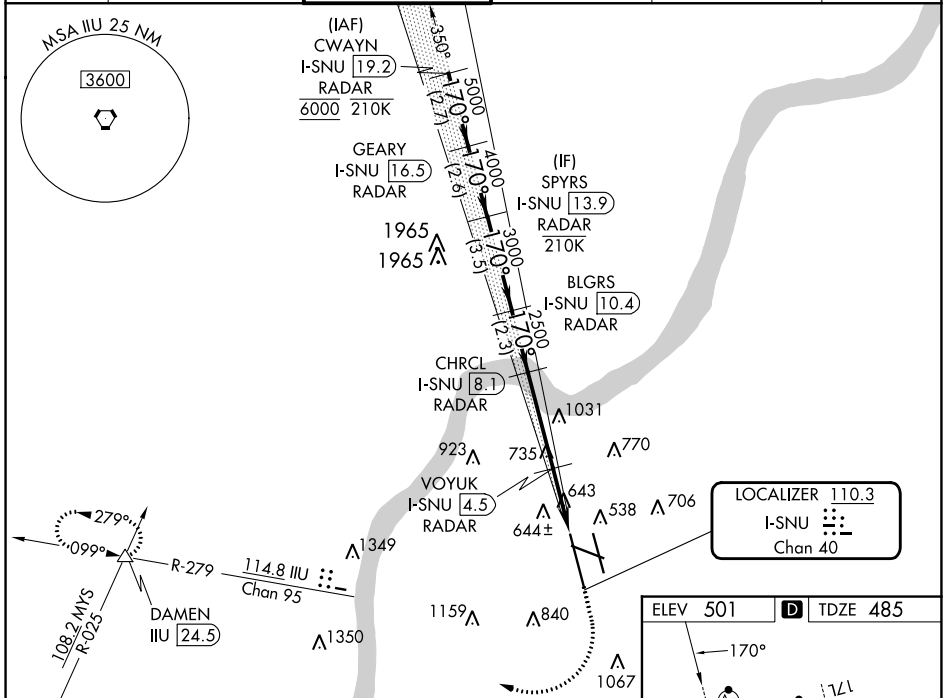 MSA IIU 25 NM
3600
(IAF)
CWAYN
I-SNU 19.2
RADAR
6000 210K
350°
170°
5000
(2.7)
GEARY
I-SNU 16.5
RADAR
170°
4000
(2.6)
(IF)
SPYRS
I-SNU 13.9
RADAR
210K
1965
1965
170°
3000
(3.5)
BLGRS
I-SNU 10.4
RADAR
170°
2500
(2.3)
CHRCL
I-SNU 8.1
RADAR
1031
923
735
770
VOYUK
I-SNU 4.5
RADAR
643
644±
538
706
LOCALIZER 110.3
I-SNU
Chan 40
279°
099°
R-279
114.8 IIU
Chan 95
1349
108.2 MYS
R-025
DAMEN
IIU 24.5
1159
840
1350
1067
ELEV 501 D TDZE 485
170°
171